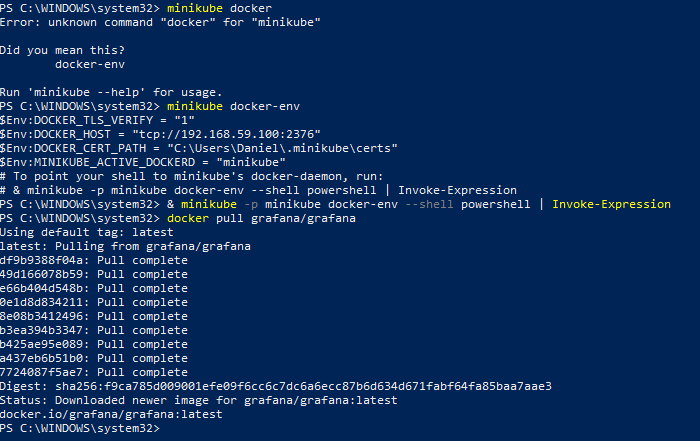 PS C:\WINDOWS\system32> minikube docker
Error: unknown command "docker" for "minikube"
Did you mean this?
docker-env
Run 'minikube --help' for usage.
PS C:\WINDOWS\system32> minikube docker-env
$Env:DOCKER_TLS_VERIFY = "1"
$Env:DOCKER_HOST = "tcp://192.168.59.100:2376"
$Env:DOCKER_CERT_PATH = "C:\Users\Daniel\.minikube\certs"
$Env:MINIKUBE_ACTIVE_DOCKERD = "minikube"
# To point your shell to minikube's docker-daemon, run:
# & minikube -p minikube docker-env --shell powershell | Invoke-Expression
PS C:\WINDOWS\system32> & minikube -p minikube docker-env --shell powershell | Invoke-Expression
PS C:\WINDOWS\system32> docker pull grafana/grafana
Using default tag: latest
latest: Pulling from grafana/grafana
df9b9388f04a: Pull complete
49d166078b59: Pull complete
e66b404d548b: Pull complete
0e1d8d834211: Pull complete
8e08b3412496: Pull complete
b3ea394b3347: Pull complete
b425ae95e089: Pull complete
a437eb6b51b0: Pull complete
7724087f5ae7: Pull complete
Digest: sha256:f9ca785d009001efe09f6cc6c7dc6a6ecc87b6d634d671fabf64fa85baa7aae3
Status: Downloaded newer image for grafana/grafana:latest
docker.io/grafana/grafana:latest
PS C:\WINDOWS\system32>